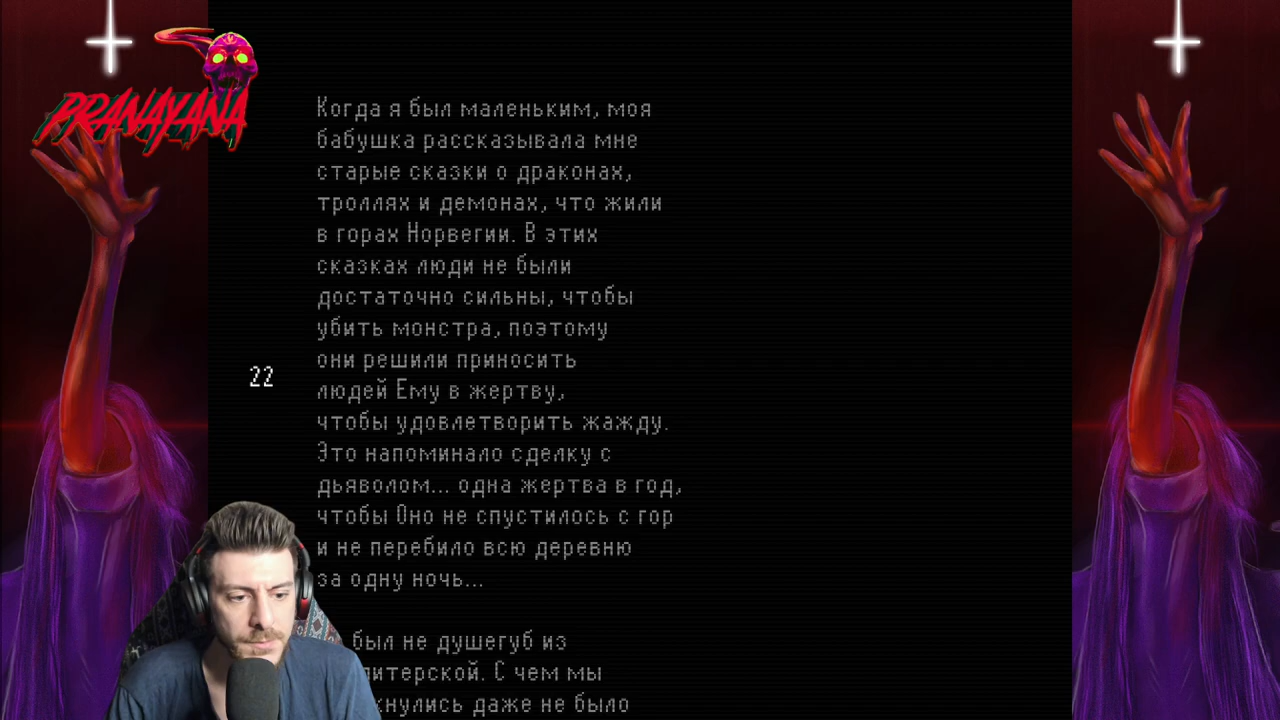 PRANAYAMA
Когда я был маленьким, моя
бабушка рассказывала мне
старые сказки о драконах,
троллях и демонах, что жили
в горах Норвегии. В этих
сказках люди не были
достаточно сильны, чтобы
убить монстра, поэтому
они решили приносить
22
людей Ему в жертву,
чтобы удовлетворить жажду.
Это напоминало сделку с
дьяволом... одна жертва в год,
чтобы Оно не спустилось с гор
и не перебило всю деревню
за одну ночь...
был не душегуб из
С чем мы
даже не было